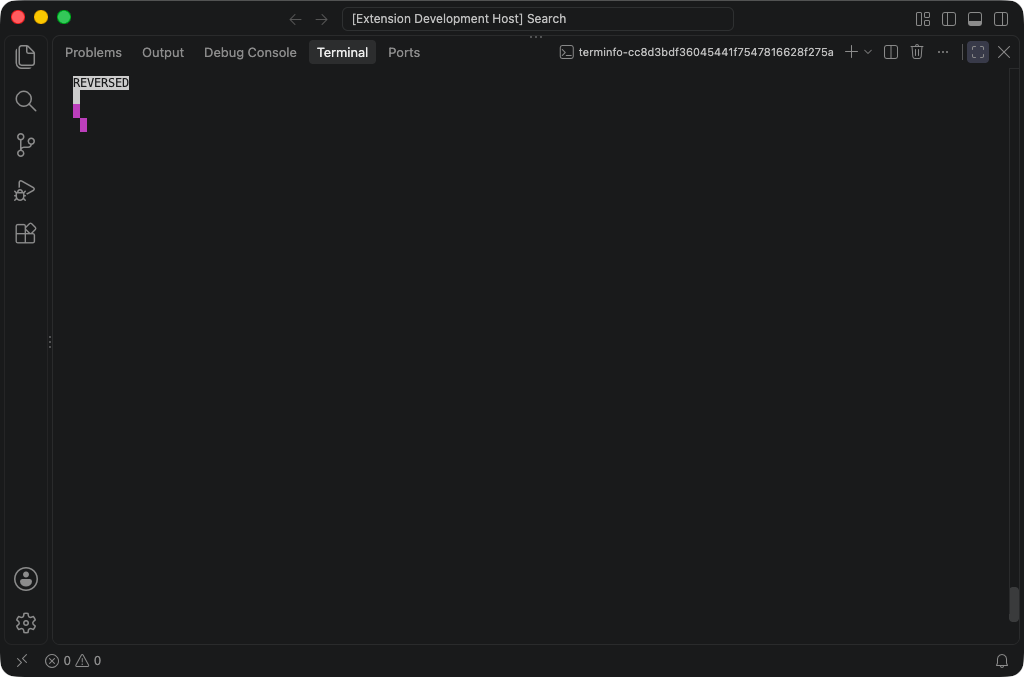 [Extension Development Host] Search
Problems Output Debug Console Terminal Ports terminfo-cc8d3bdf36045441f7547816628f275a
REVERSED
0 0